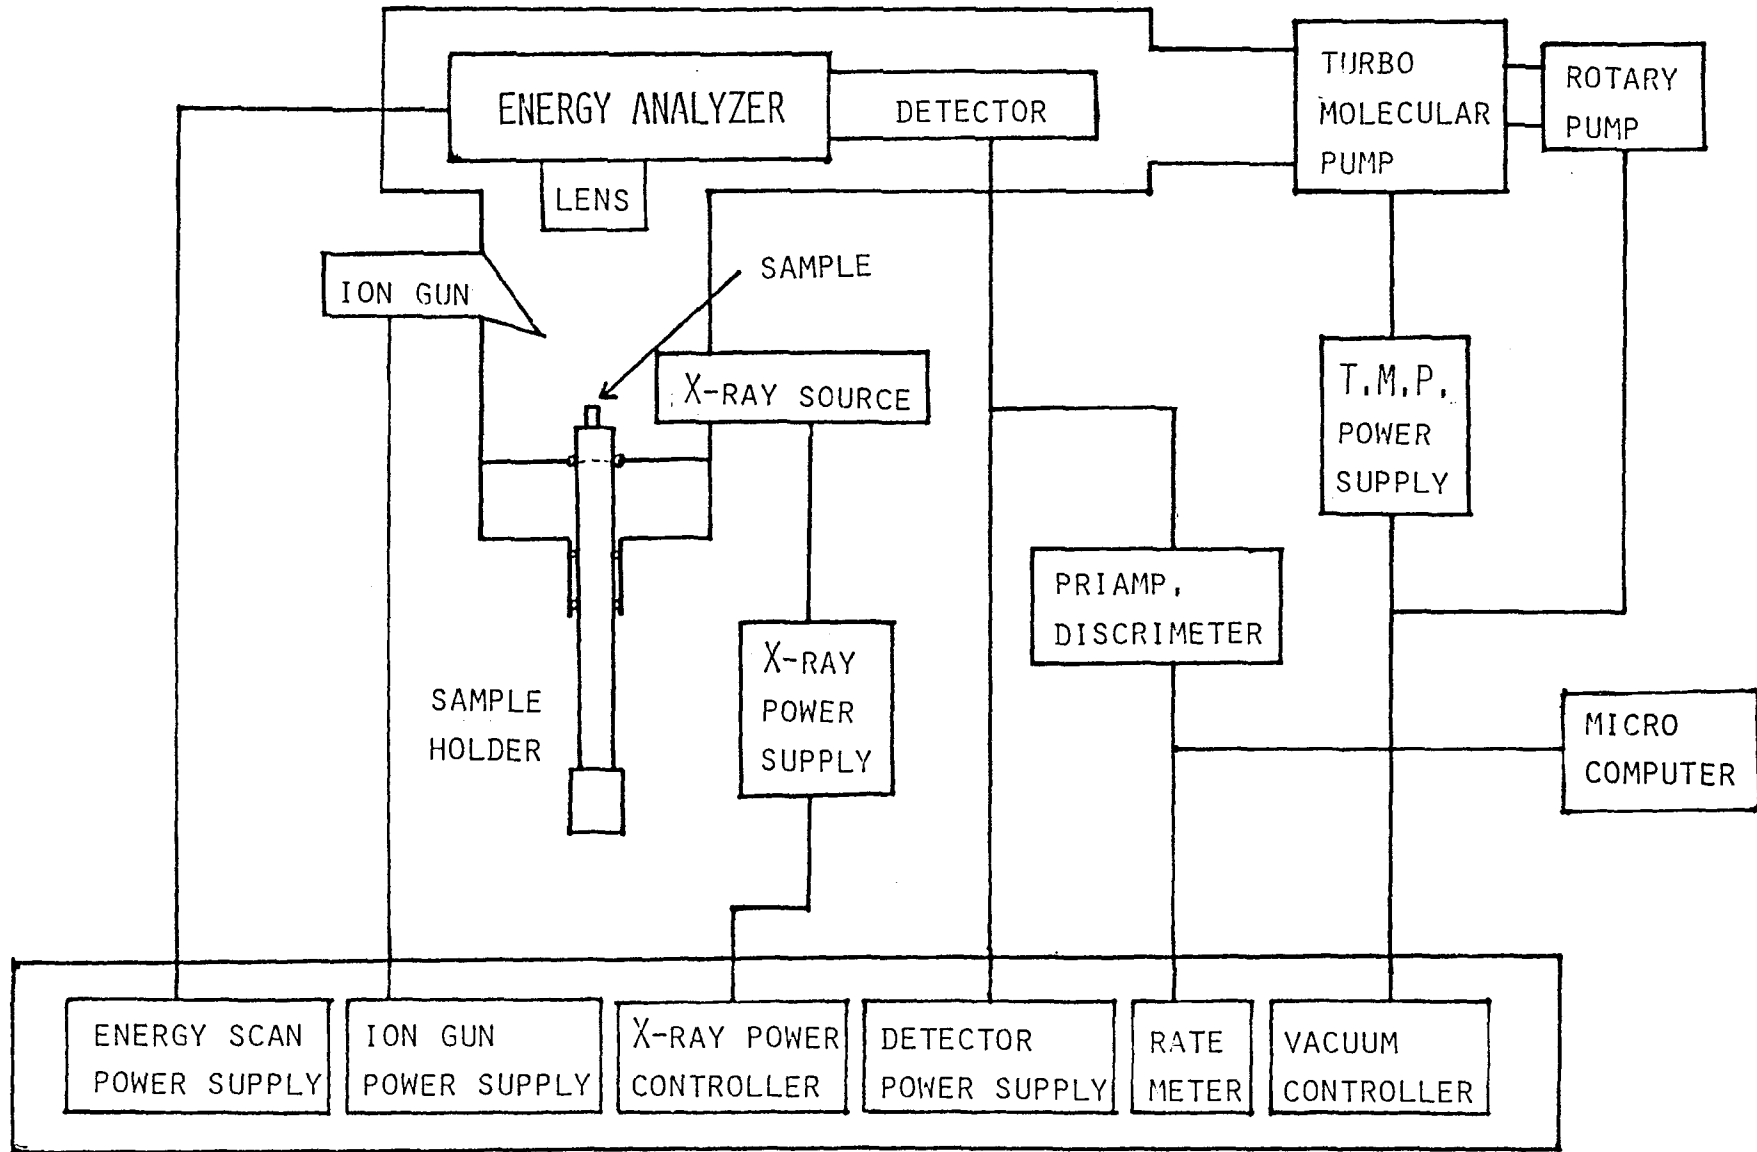 ENERGY ANALYZER
DETECTOR
LENS
TURBO
MOLECULAR
PUMP
ROTARY
PUMP
ION GUN
SAMPLE
X-RAY SOURCE
T.M.P.
POWER
SUPPLY
PRIAMP,
DISCRIMETER
X-RAY
POWER
SUPPLY
SAMPLE
HOLDER
MICRO
COMPUTER
ENERGY SCAN
POWER SUPPLY
ION GUN
POWER SUPPLY
X-RAY POWER
CONTROLLER
DETECTOR
POWER SUPPLY
RATE
METER
VACUUM
CONTROLLER